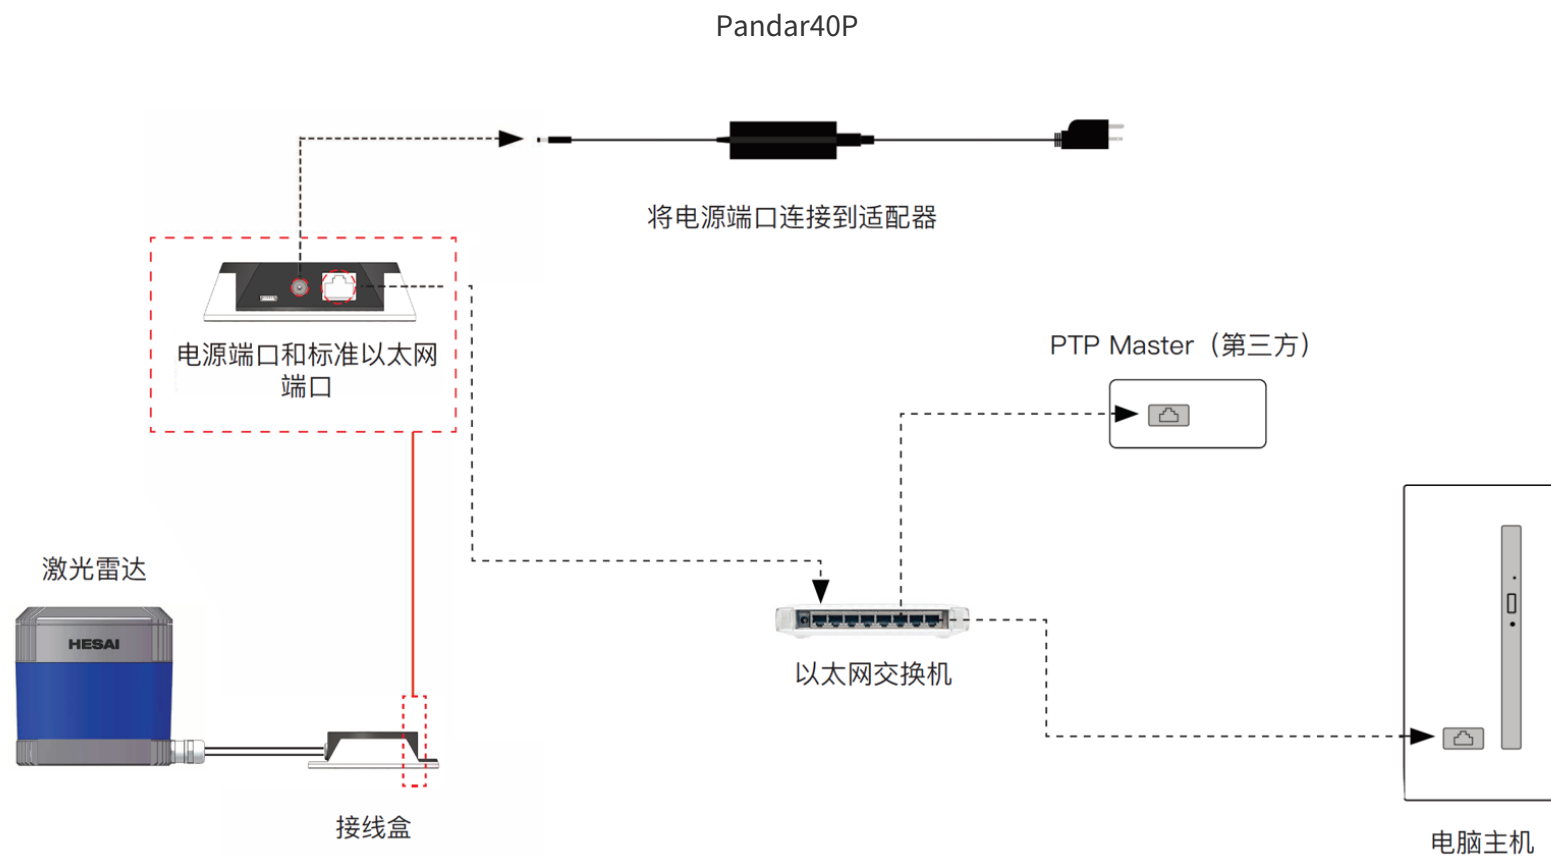 Pandar40P
将电源端口连接到适配器
电源端口和标准以太网
端口
PTP Master（第三方）
激光雷达
HESAI
以太网交换机
接线盒
电脑主机